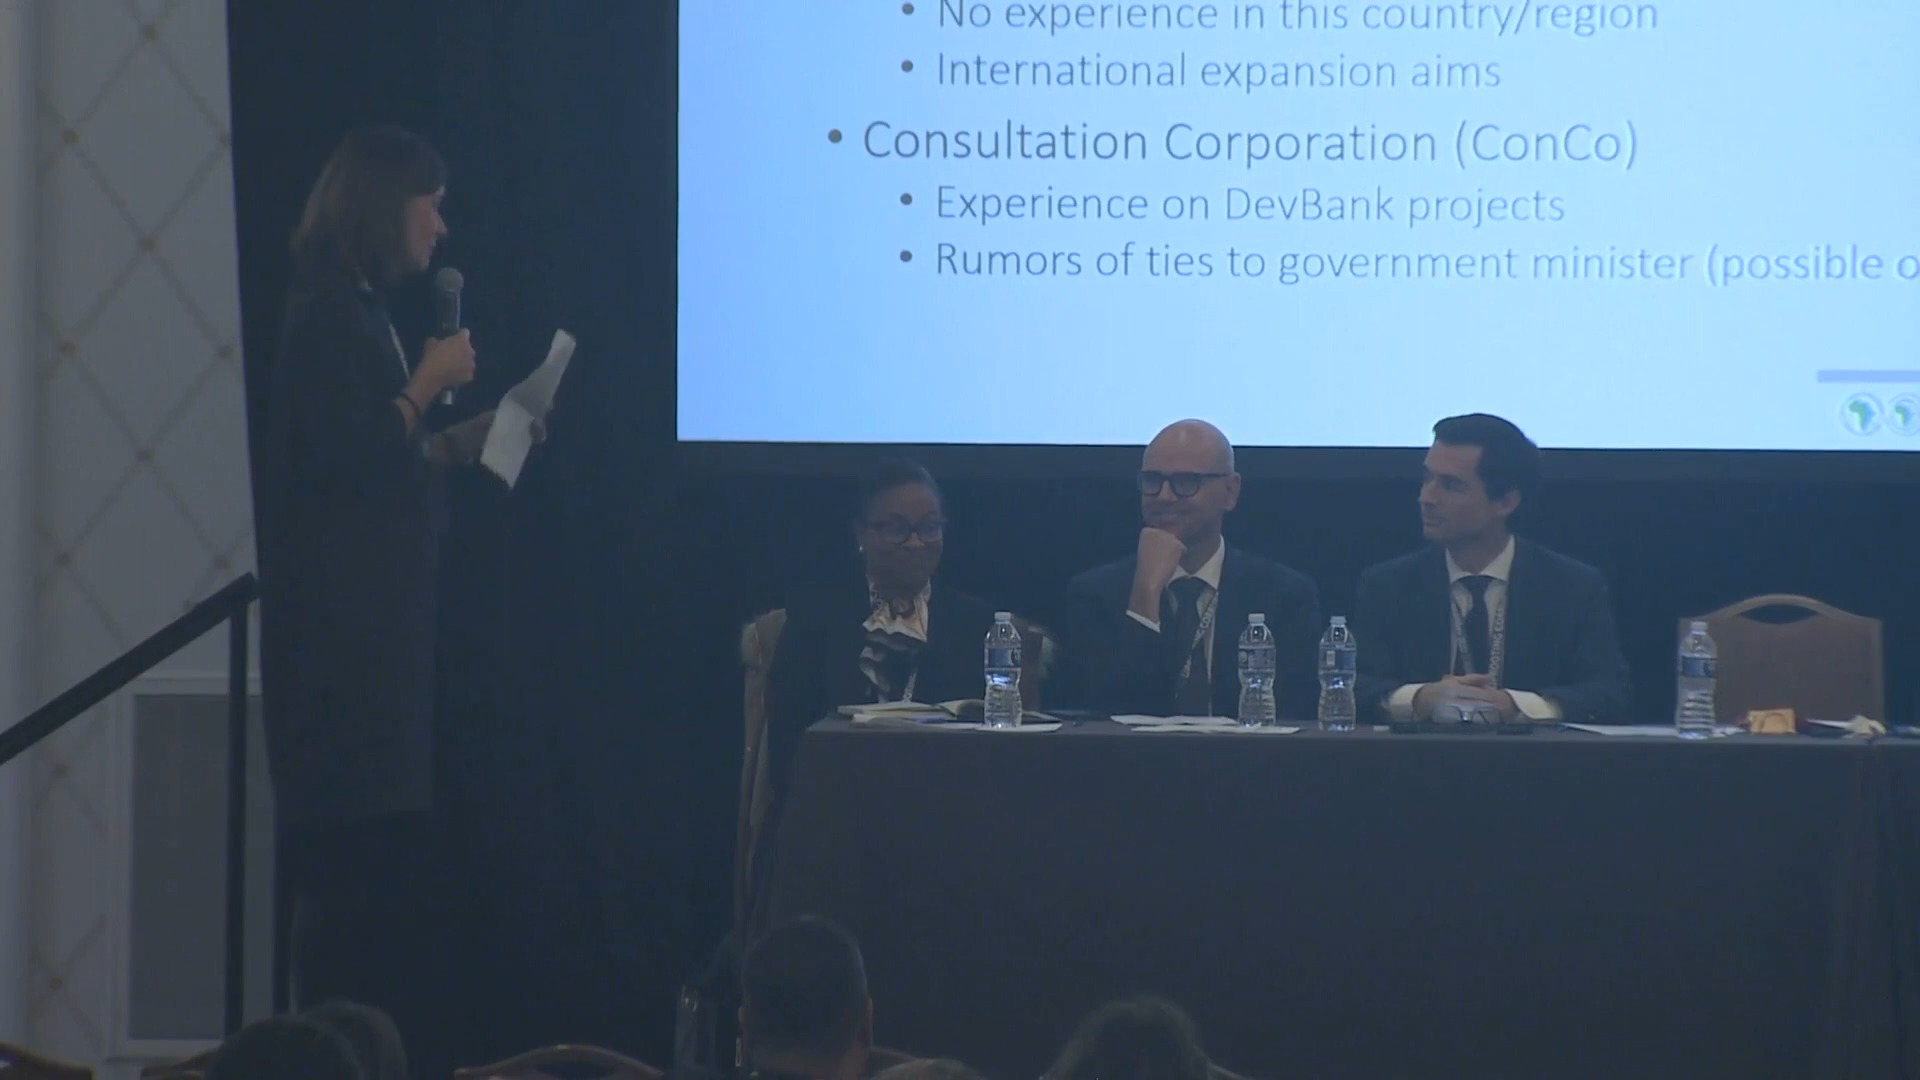 • No experience in this country/region
• International expansion aims
• Consultation Corporation (ConCo)
• Experience on DevBank projects
• Rumors of ties to government minister (possible o